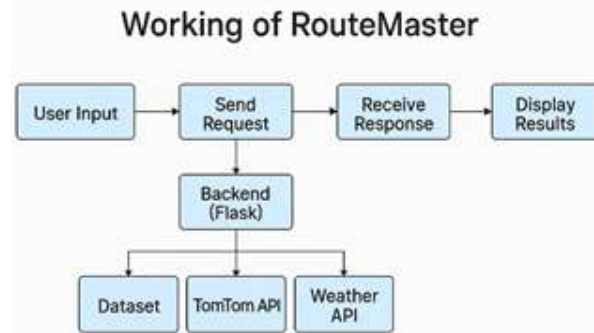 Working of RouteMaster
User Input
Send
Request
Receive
Response
Display
Results
Backend
(Flask)
Dataset
TomTom API
Weather
API